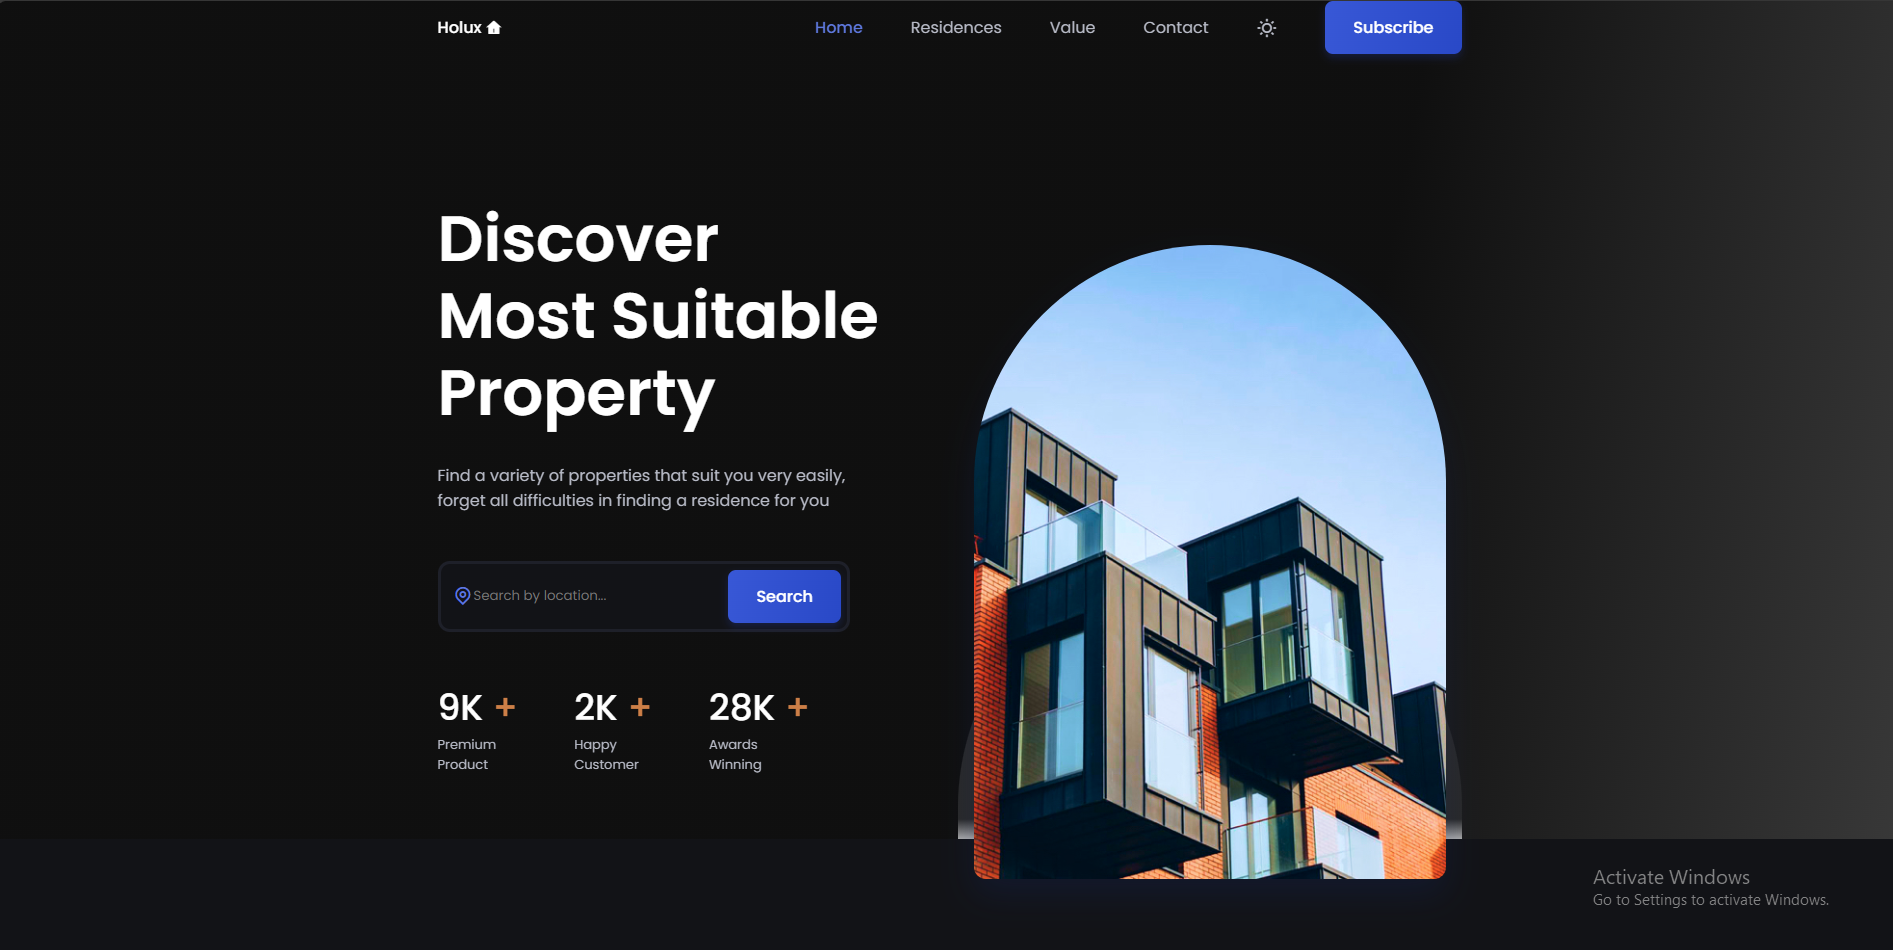 Holux
Home
Residences
Value
Contact
Subscribe
Discover
Most Suitable
Property
Find a variety of properties that suit you very easily,
forget all difficulties in finding a residence for you
Search by location...
Search
9K +
Premium
Product
2K +
Happy
Customer
28K +
Awards
Winning
Activate Windows
Go to Settings to activate Windows.